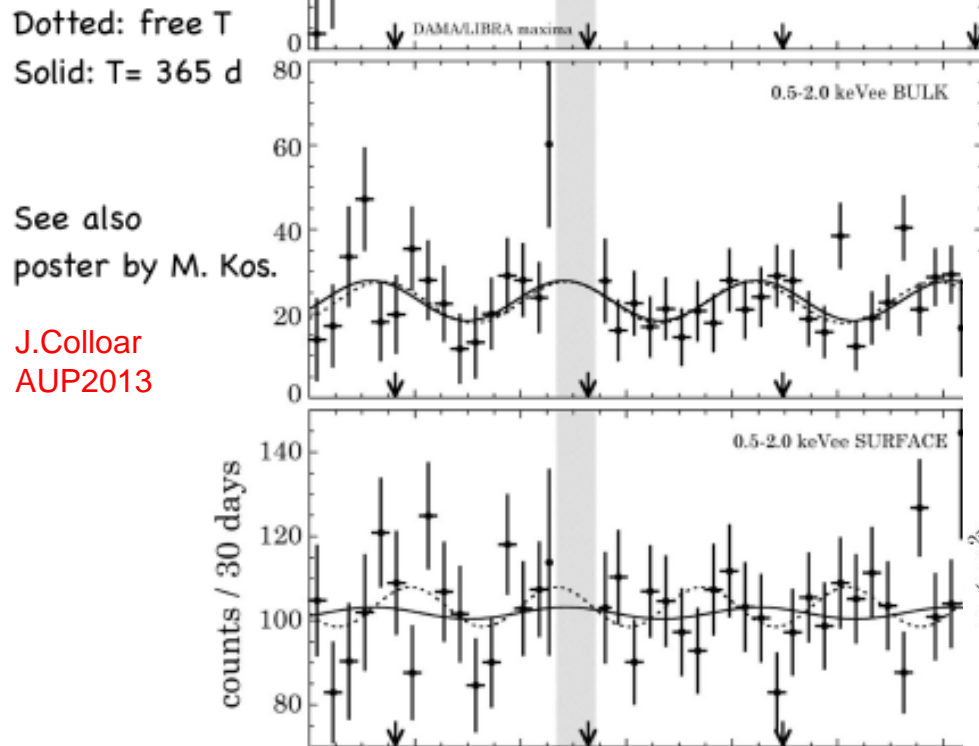 Dotted: free T
Solid: T= 365 d
See also
poster by M. Kos.
J.Colloar
AUP2013
0
DAMA/LIBRA maxima
80
60
40
20
0
0.5-2.0 keVee BULK
counts / 30 days
140
120
100
80
0.5-2.0 keVee SURFACE